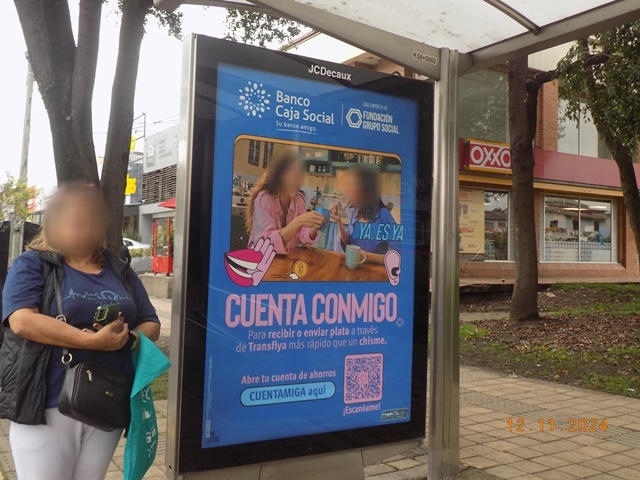 K58+0060
JCDecaux
Banco
Caja Social
Su banco amigo.
UNA EMPRESA DE
FUNDACIÓN
GRUPO SOCIAL
OXXO
YA, ES YA
CUENTA CONMIGO
Para recibir o enviar plata a través
de Transfiya más rápido que un chisme.
Abre tu cuenta de ahorros
CUENTAMIGA aquí
¡Escanéame!
12.11.2024